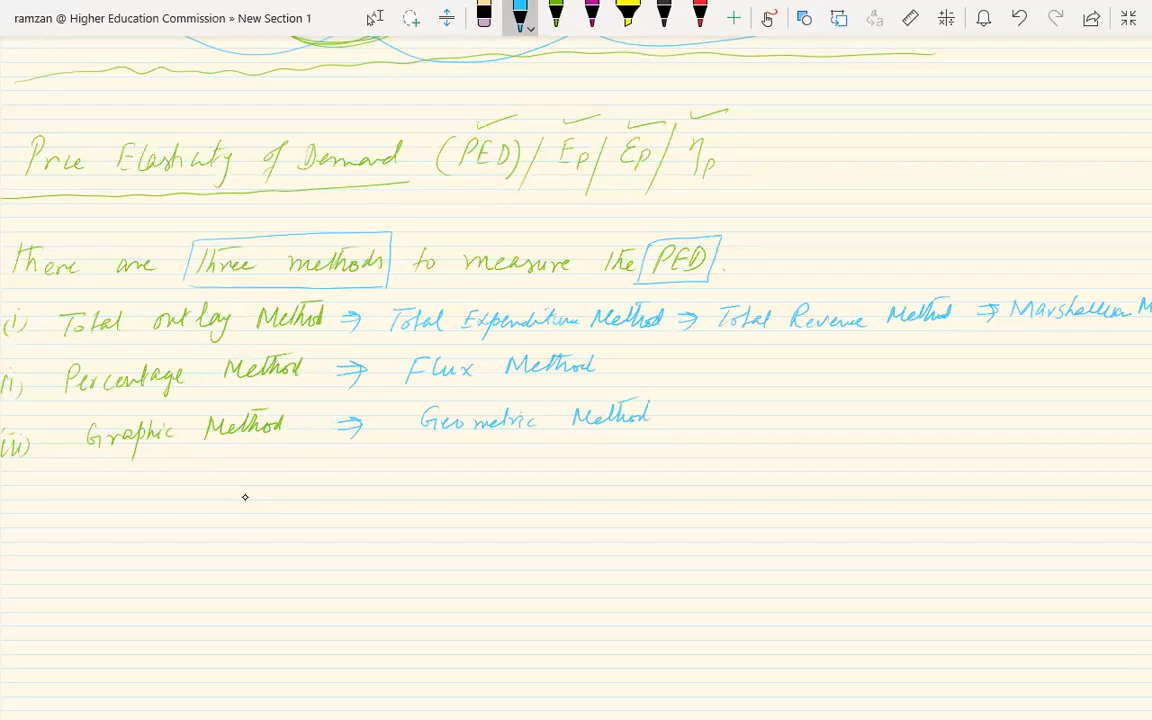 ramzan @ Higher Education Commission » New Section 1
Price Elasticity of Demand (PED) / Ep / Ɛp / ηp
There are three methods to measure the PED.
(i) Total outlay Method ⇒ Total Expenditure Method ⇒ Total Revenue Method ⇒ Marshallian M
(ii) Percentage Method ⇒ Flux Method
(iii) Graphic Method ⇒ Geometric Method